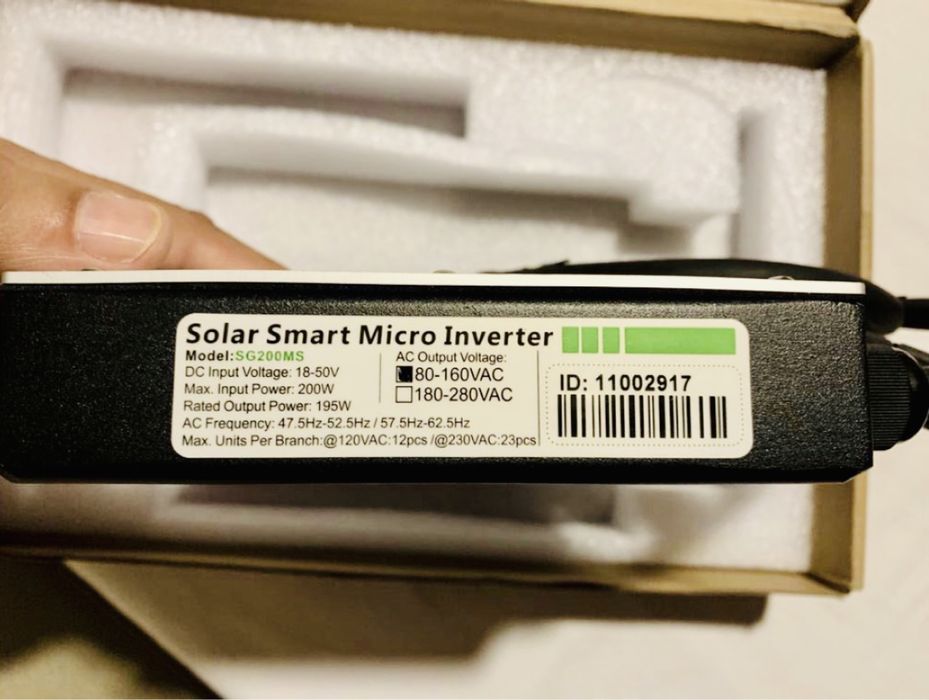 Solar Smart Micro Inverter
Model:SG200MS
DC Input Voltage: 18-50V
Max. Input Power: 200W
Rated Output Power: 195W
AC Output Voltage:
80-160VAC
180-280VAC
AC Frequency: 47.5Hz-52.5Hz / 57.5Hz-62.5Hz
Max. Units Per Branch:@120VAC:12pcs /@230VAC:23pcs
ID: 11002917